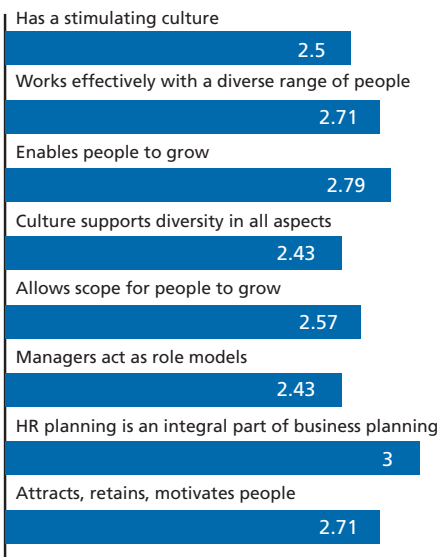 Has a stimulating culture
2.5
Works effectively with a diverse range of people
2.71
Enables people to grow
2.79
Culture supports diversity in all aspects
2.43
Allows scope for people to grow
2.57
Managers act as role models
2.43
HR planning is an integral part of business planning
3
Attracts, retains, motivates people
2.71